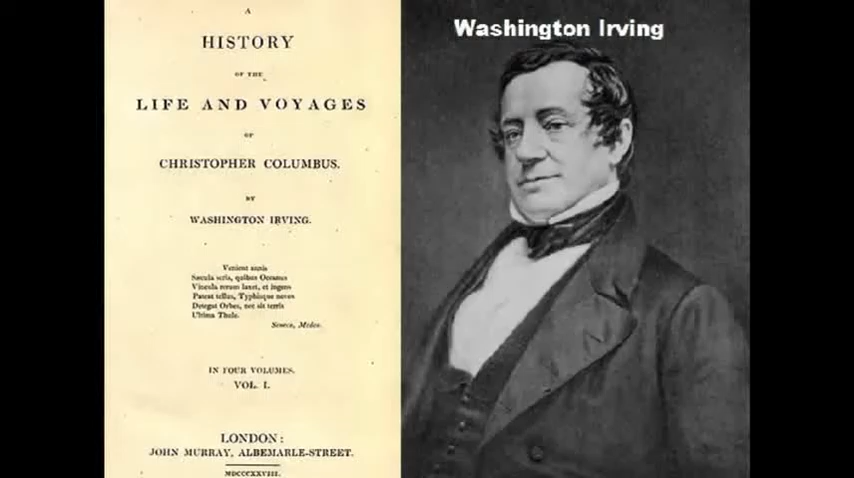 A
HISTORY
OF THE
LIFE AND VOYAGES
OF
CHRISTOPHER COLUMBUS.
BY
WASHINGTON IRVING.
Venient annis
Sæcula seris, quibus Oceanus
Vincula rerum laxet, et ingens
Pateat tellus, Typhisque novos
Detegat Orbes, nec sit terris
Ultima Thule.
Seneca, Medea.
IN FOUR VOLUMES.
VOL. I.
LONDON:
JOHN MURRAY, ALBEMARLE-STREET.
MDCCCXXVIII.
Washington Irving